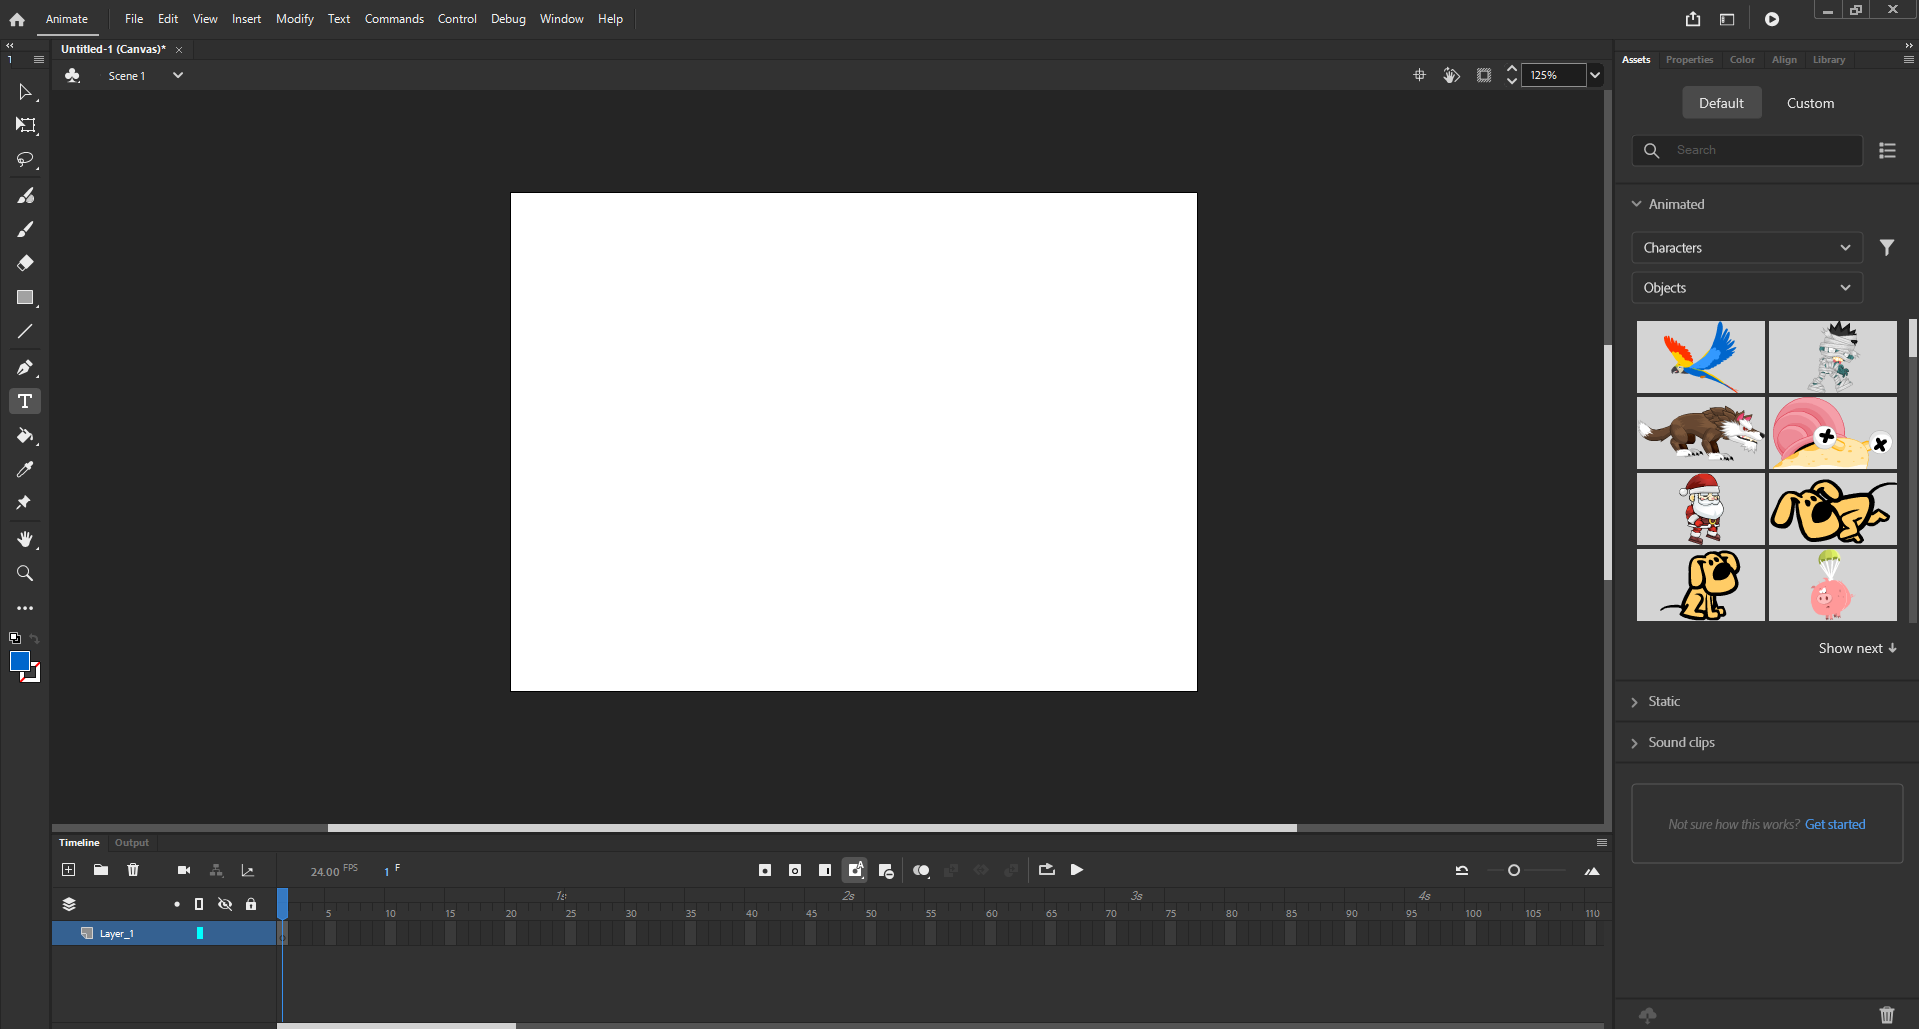 Animate File Edit View Insert Modify Text Commands Control Debug Window Help
Untitled-1 (Canvas)*
1
Scene 1
125%
Assets Properties Color Align Library
Default Custom
Search
Animated
Characters
Objects
Show next
Static
Sound clips
Not sure how this works? Get started
Timeline Output
24.00 FPS 1 F
1s 2s 3s 4s
5 10 15 20 25 30 35 40 45 50 55 60 65 70 75 80 85 90 95 100 105 110
Layer_1